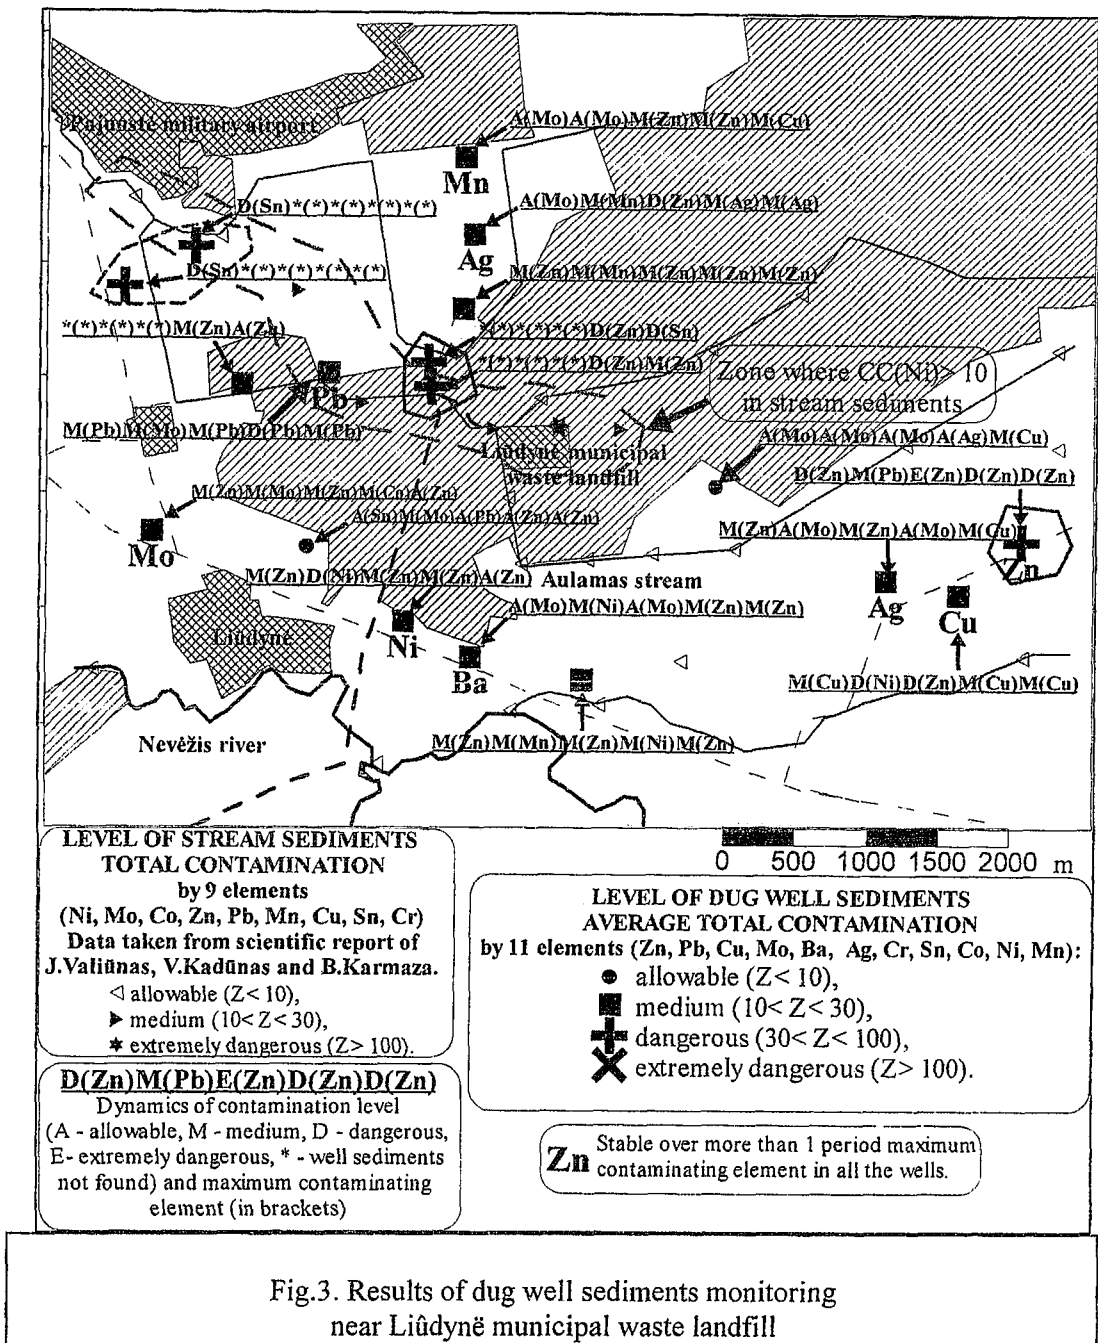 Pajuostė military airport
A(Mo)A(Mo)M(Zn)M(Zn)M(Cu)
Mn
D(Sn)*(*)*(*)*(*)*(*)
A(Mo)M(Mn)D(Zn)M(Ag)M(Ag)
Ag
D(Sn)*(*)*(*)*(*)*(*)
M(Zn)M(Mn)M(Zn)M(Zn)M(Zn)
*(*)*(*)*(*)M(Zn)A(Zn)
*(*)*(*)*(*)D(Zn)D(Sn)
*(*)*(*)*(*)D(Zn)M(Zn)
Zone where CC(Ni)> 10
in stream sediments
Pb
M(Pb)M(Mo)M(Pb)D(Pb)M(Pb)
Liûdynė municipal
waste landfill
A(Mo)A(Mo)A(Mo)A(Ag)M(Cu)
D(Zn)M(Pb)E(Zn)D(Zn)D(Zn)
M(Zn)M(Mo)M(Zn)M(Co)A(Zn)
A(Sn)M(Mo)A(Pb)A(Zn)A(Zn)
M(Zn)A(Mo)M(Zn)A(Mo)M(Cu)
Mo
Zn
M(Zn)D(Ni)M(Zn)M(Zn)A(Zn)
Aulamas stream
A(Mo)M(Ni)A(Mo)M(Zn)M(Zn)
Ag
Cu
Liûdynė
Ni
Ba
M(Cu)D(Ni)D(Zn)M(Cu)M(Cu)
Nevėžis river
M(Zn)M(Mn)M(Zn)M(Ni)M(Zn)
LEVEL OF STREAM SEDIMENTS
TOTAL CONTAMINATION
by 9 elements
(Ni, Mo, Co, Zn, Pb, Mn, Cu, Sn, Cr)
Data taken from scientific report of
J.Valiûnas, V.Kadûnas and B.Karmaza.
allowable (Z< 10),
medium (10< Z< 30),
extremely dangerous (Z> 100).
0 500 1000 1500 2000 m
LEVEL OF DUG WELL SEDIMENTS
AVERAGE TOTAL CONTAMINATION
by 11 elements (Zn, Pb, Cu, Mo, Ba, Ag, Cr, Sn, Co, Ni, Mn):
allowable (Z< 10),
medium (10< Z< 30),
dangerous (30< Z< 100),
extremely dangerous (Z> 100).
D(Zn)M(Pb)E(Zn)D(Zn)D(Zn)
Dynamics of contamination level
(A - allowable, M - medium, D - dangerous,
E- extremely dangerous, * - well sediments
not found) and maximum contaminating
element (in brackets)
Zn Stable over more than 1 period maximum
contaminating element in all the wells.
Fig.3. Results of dug well sediments monitoring
near Liûdynë municipal waste landfill